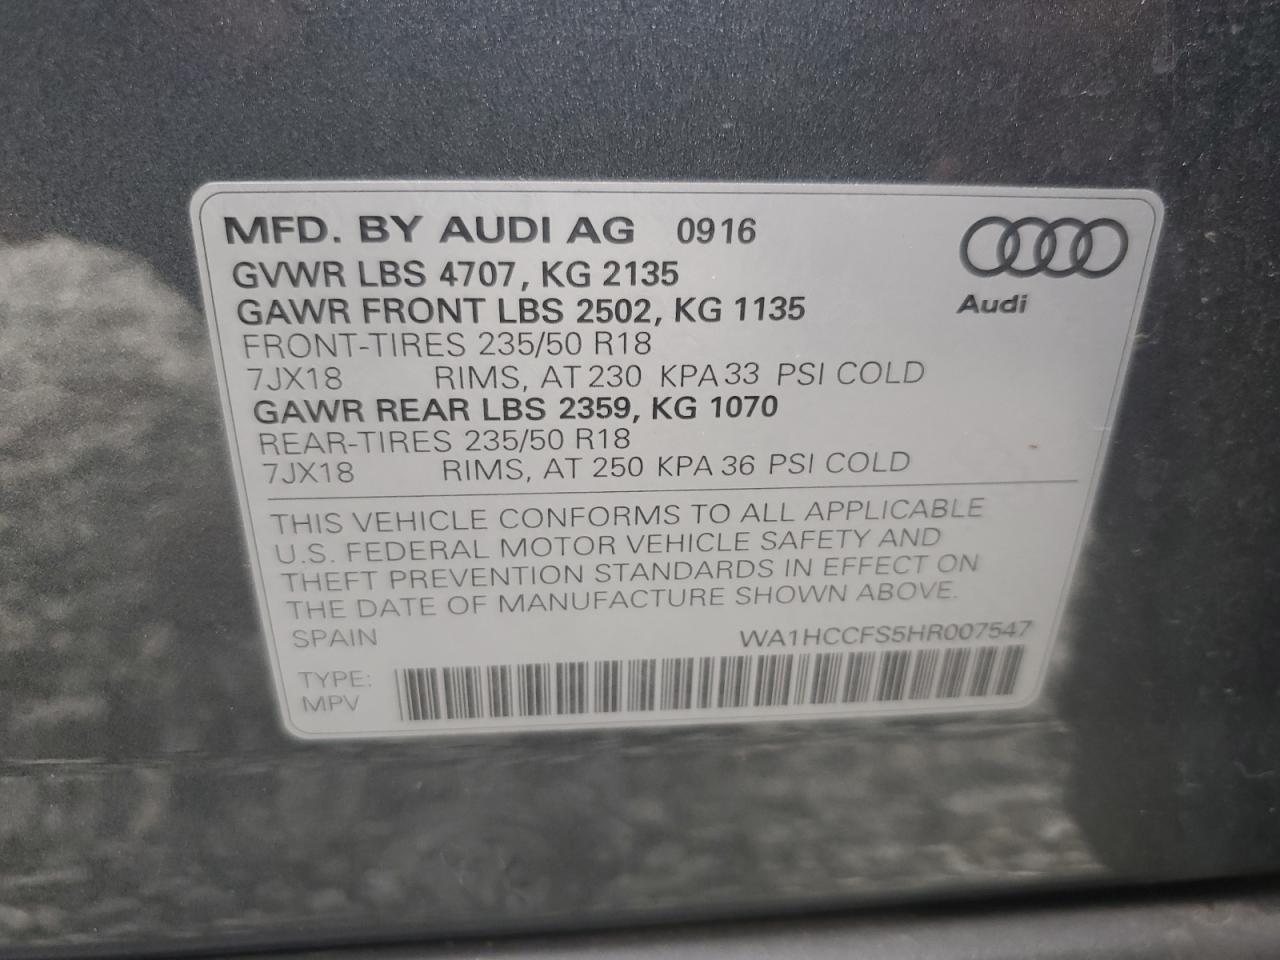 MFD. BY AUDI AG 0916
GVWR LBS 4707, KG 2135
GAWR FRONT LBS 2502, KG 1135
FRONT-TIRES 235/50 R18
7JX18 RIMS, AT 230 KPA 33 PSI COLD
GAWR REAR LBS 2359, KG 1070
REAR-TIRES 235/50 R18
7JX18 RIMS, AT 250 KPA 36 PSI COLD
Audi
THIS VEHICLE CONFORMS TO ALL APPLICABLE
U.S. FEDERAL MOTOR VEHICLE SAFETY AND
THEFT PREVENTION STANDARDS IN EFFECT ON
THE DATE OF MANUFACTURE SHOWN ABOVE.
SPAIN WA1HCCFS5HR007547
TYPE:
MPV